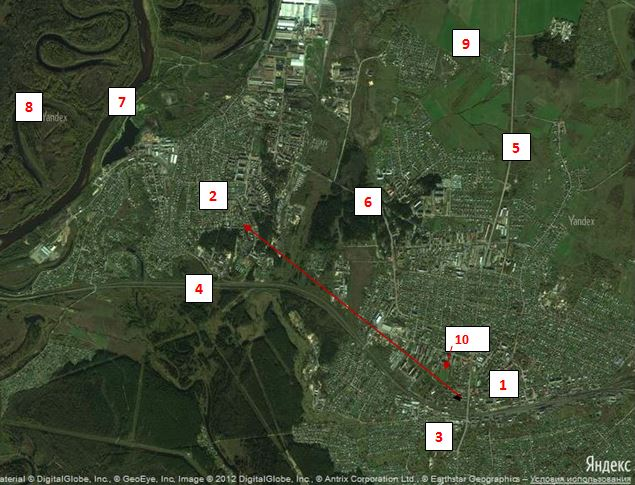 9
8
Yandex
7
5
2
6
Yandex
4
10
1
3
Яндекс
aterial © DigitalGlobe, Inc., © GeoEye, Inc, Image © 2012 DigitalGlobe, Inc., © Antrix Corporation Ltd., © Earthstar Geographics – Условия использования